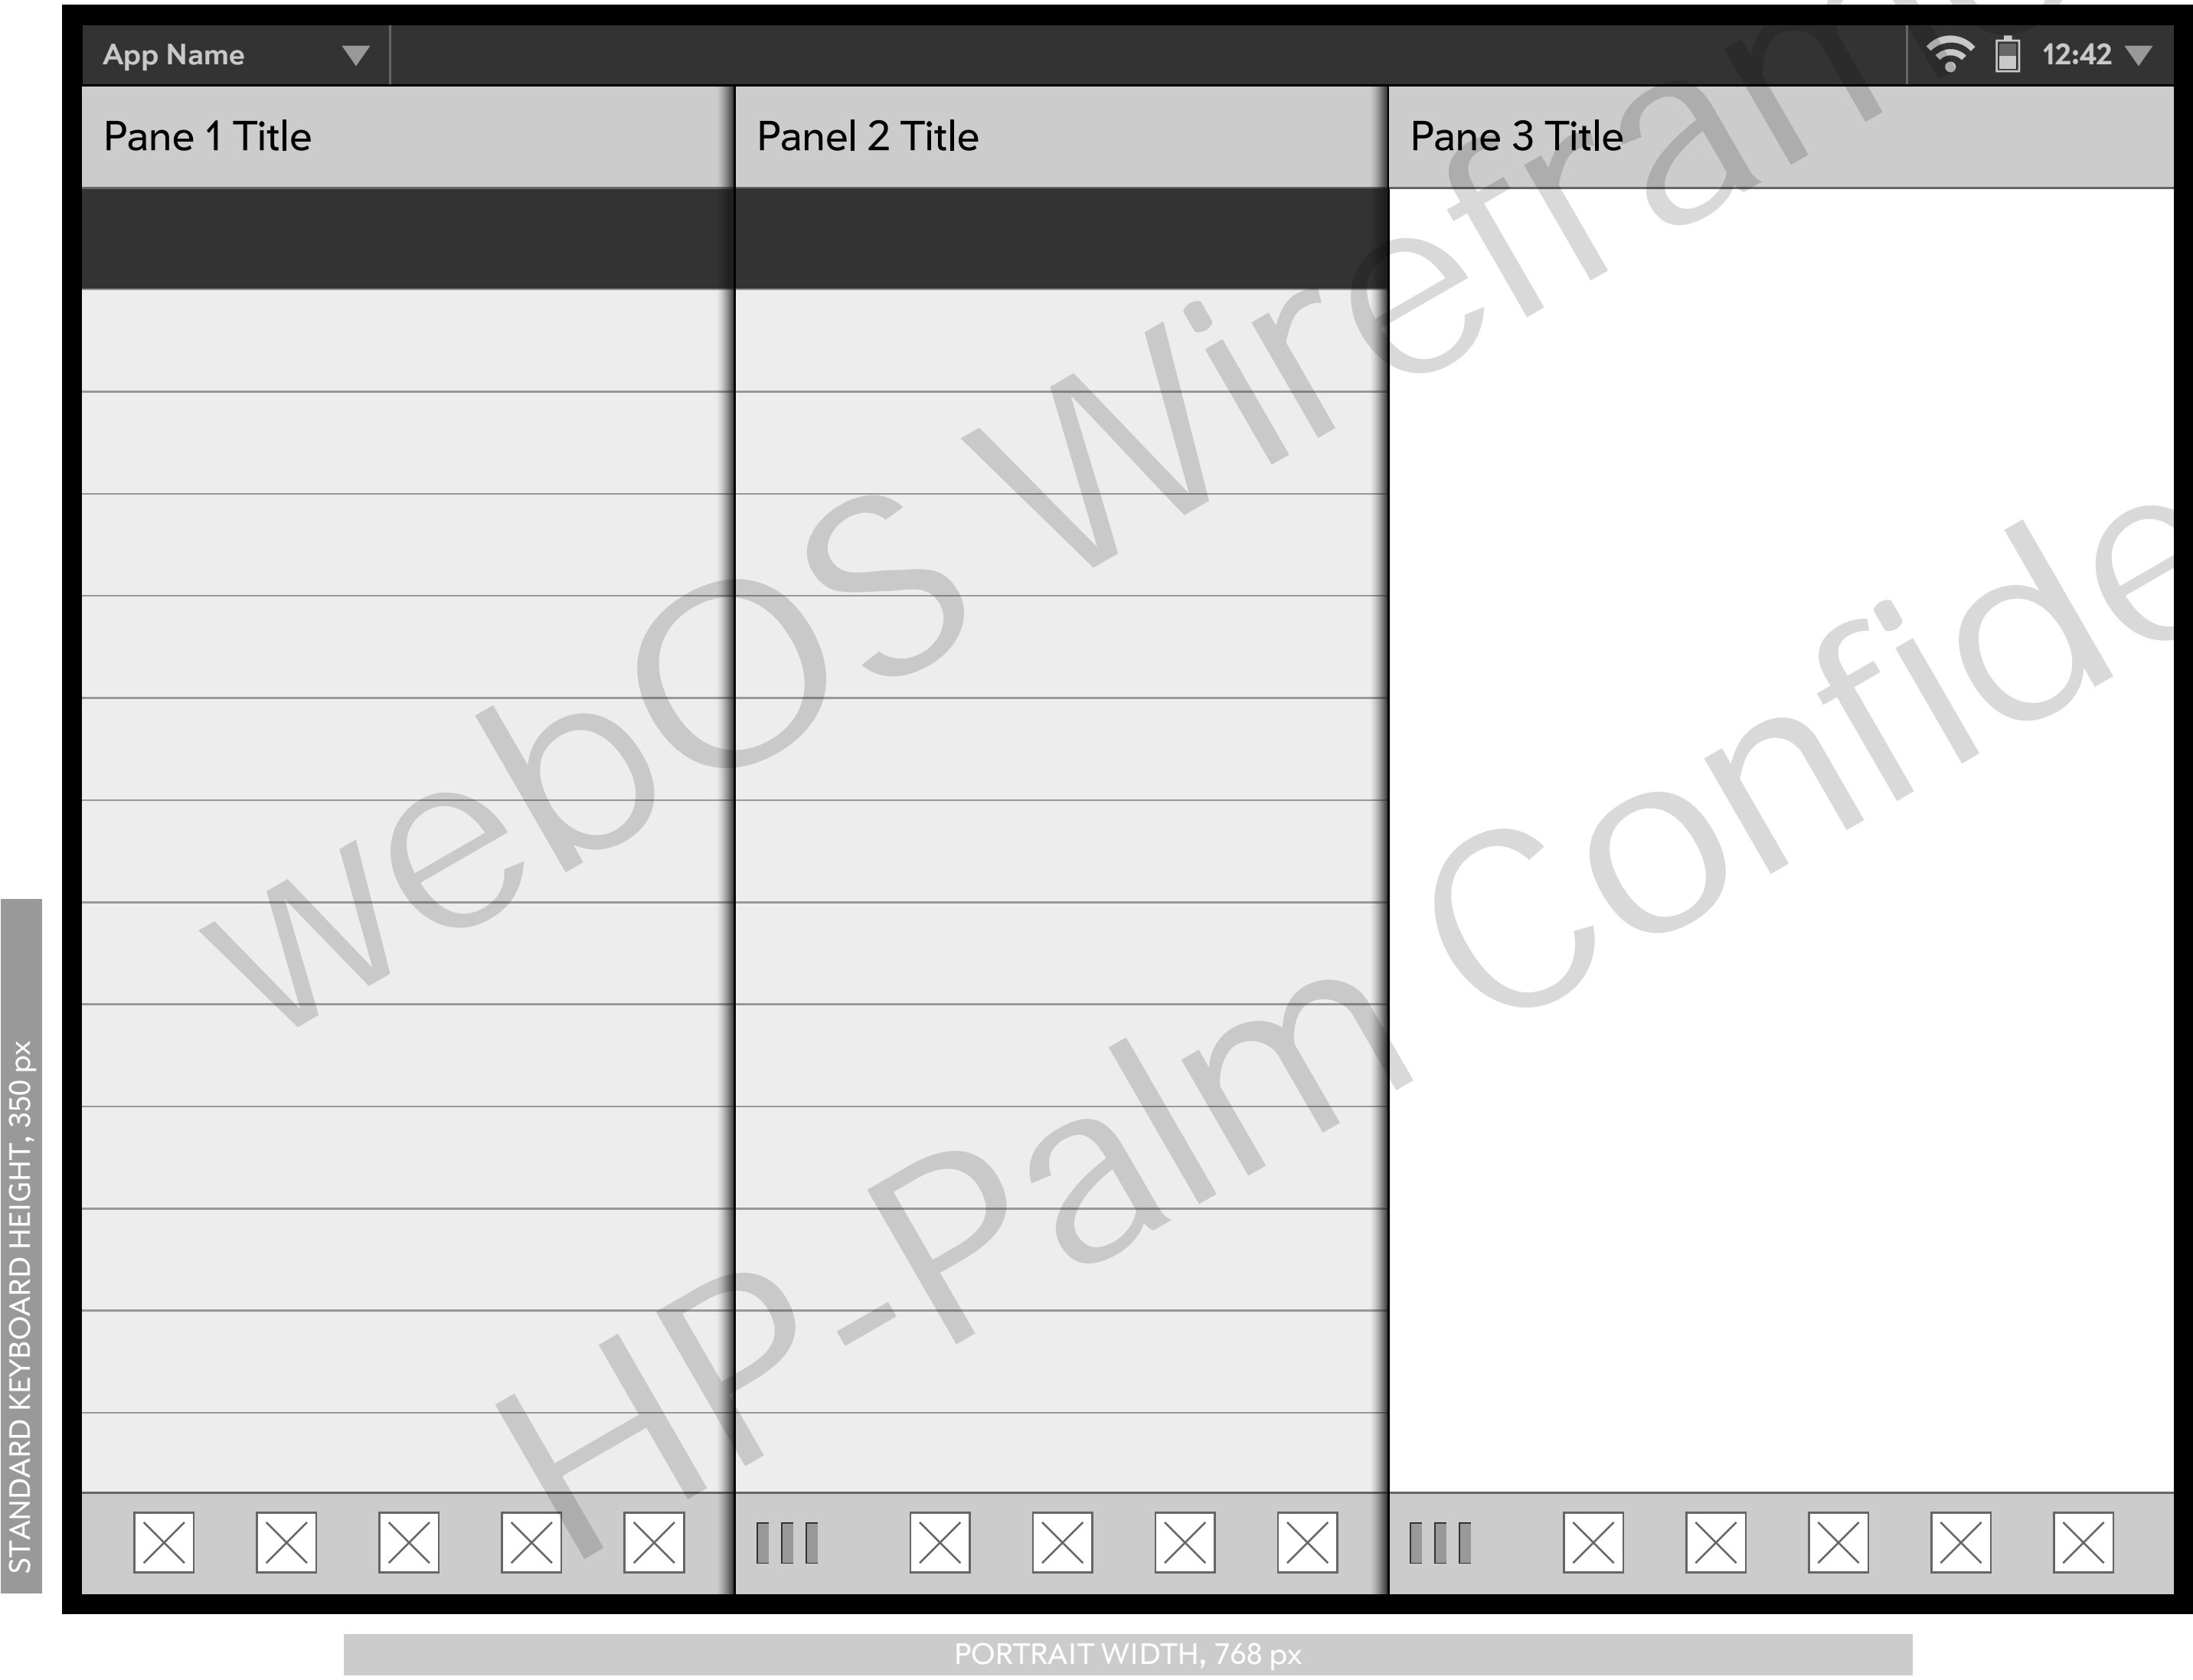 App Name
12:42
Pane 1 Title
Panel 2 Title
Pane 3 Title
webOS Wirefram
HP-Palm Confide
STANDARD KEYBOARD HEIGHT, 350 px
PORTRAIT WIDTH, 768 px